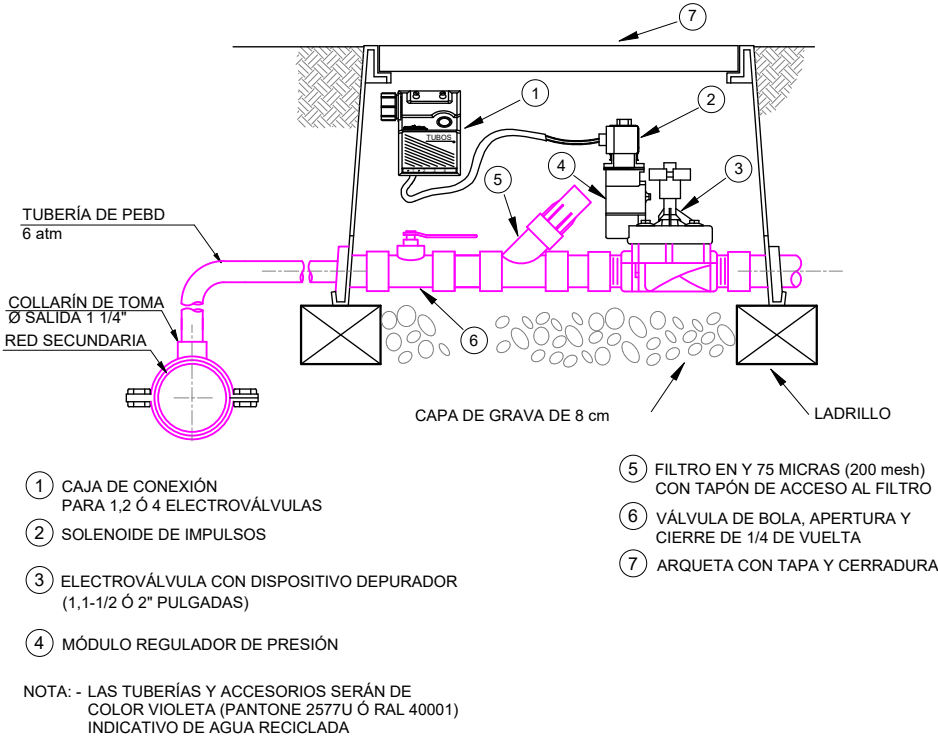 7
1
2
TUBOS
4
3
5
TUBERÍA DE PEBD
6 atm
COLLARÍN DE TOMA
Ø SALIDA 1 1/4"
RED SECUNDARIA
6
CAPA DE GRAVA DE 8 cm
LADRILLO
1 CAJA DE CONEXIÓN
PARA 1,2 Ó 4 ELECTROVÁLVULAS
2 SOLENOIDE DE IMPULSOS
3 ELECTROVÁLVULA CON DISPOSITIVO DEPURADOR
(1,1-1/2 Ó 2" PULGADAS)
4 MÓDULO REGULADOR DE PRESIÓN
5 FILTRO EN Y 75 MICRAS (200 mesh)
CON TAPÓN DE ACCESO AL FILTRO
6 VÁLVULA DE BOLA, APERTURA Y
CIERRE DE 1/4 DE VUELTA
7 ARQUETA CON TAPA Y CERRADURA
NOTA: - LAS TUBERÍAS Y ACCESORIOS SERÁN DE
COLOR VIOLETA (PANTONE 2577U Ó RAL 40001)
INDICATIVO DE AGUA RECICLADA